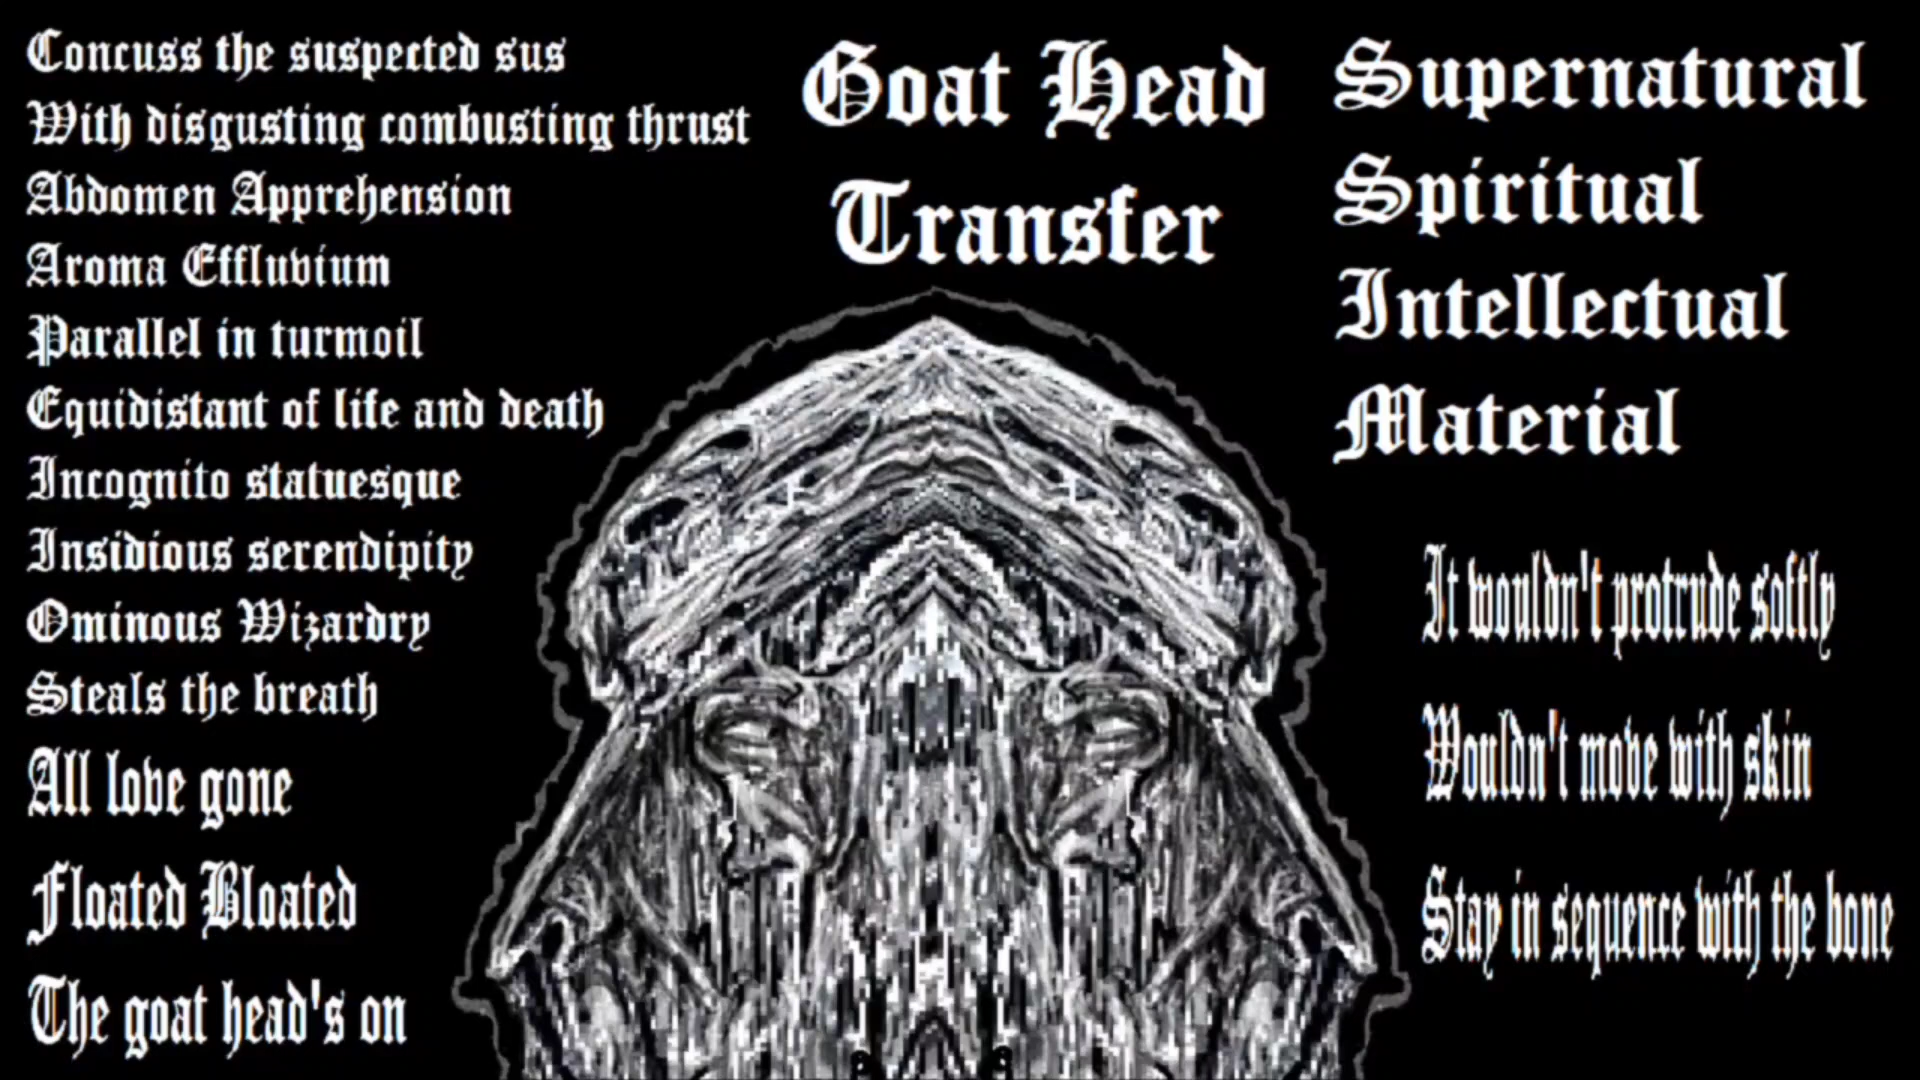 Concuss the suspected sus
With disgusting combusting thrust
Abdomen Apprehension
Aroma Effluvium
Parallel in turmoil
Equidistant of life and death
Incognito statuesque
Insidious serendipity
Ominous Wizardry
Steals the breath
All love gone
Floated Bloated
The goat head's on
Goat Head
Transfer
Supernatural
Spiritual
Intellectual
Material
It wouldn't protrude softly
Wouldn't move with skin
Stay in sequence with the bone